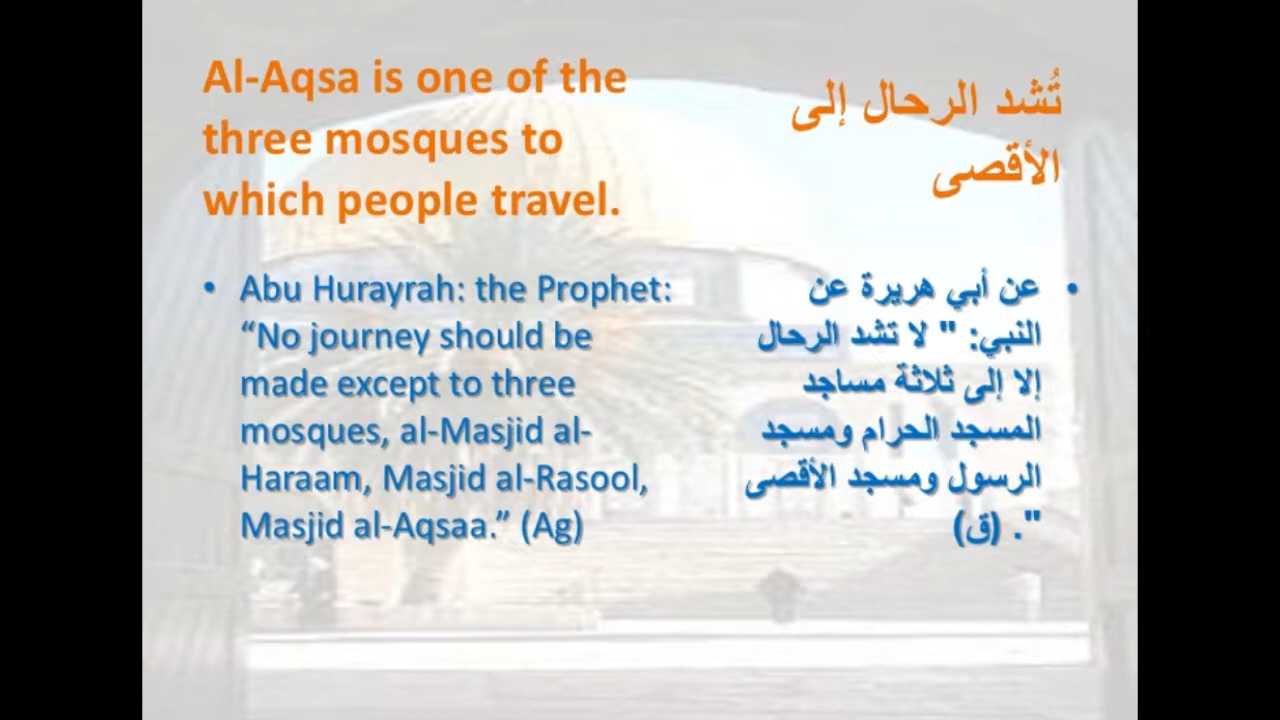 Al-Aqsa is one of the
three mosques to
which people travel.
تُشد الرحال إلى
الأقصى
• Abu Hurayrah: the Prophet:
“No journey should be
made except to three
mosques, al-Masjid al-
Haraam, Masjid al-Rasool,
Masjid al-Aqsaa.” (Ag)
• عن أبي هريرة عن
النبي: " لا تشد الرحال
إلا إلى ثلاثة مساجد
المسجد الحرام ومسجد
الرسول ومسجد الأقصى
". (ق)